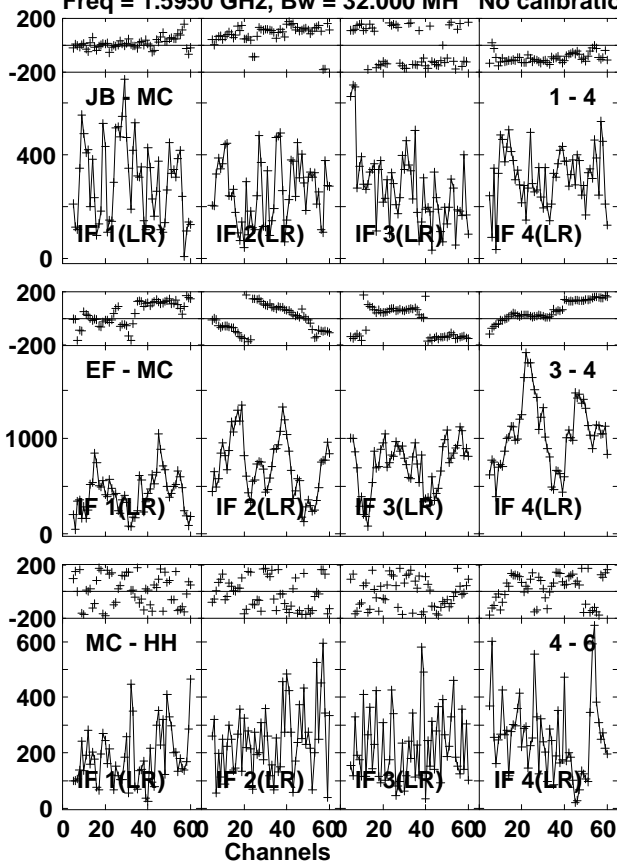 Freq = 1.5950 GHz, Bw = 32.000 MH No calibratio
200
-200
JB - MC 1 - 4
400
0
IF 1(LR) IF 2(LR) IF 3(LR) IF 4(LR)
200
-200
EF - MC 3 - 4
1000
0
IF 1(LR) IF 2(LR) IF 3(LR) IF 4(LR)
200
-200
MC - HH 4 - 6
600
400
200
0
IF 1(LR) IF 2(LR) IF 3(LR) IF 4(LR)
0 20 40 60 0 20 40 60 0 20 40 60 0 20 40 60
Channels